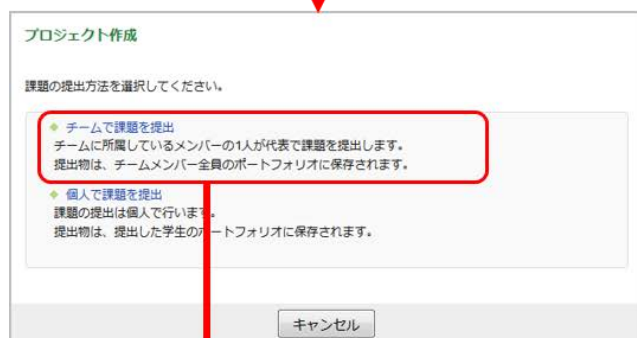 プロジェクト作成
課題の提出方法を選択してください。
チームで課題を提出
チームに所属しているメンバーの1人が代表で課題を提出します。
提出物は、チームメンバー全員のポートフォリオに保存されます。
個人で課題を提出
課題の提出は個人で行います。
提出物は、提出した学生のポートフォリオに保存されます。
キャンセル